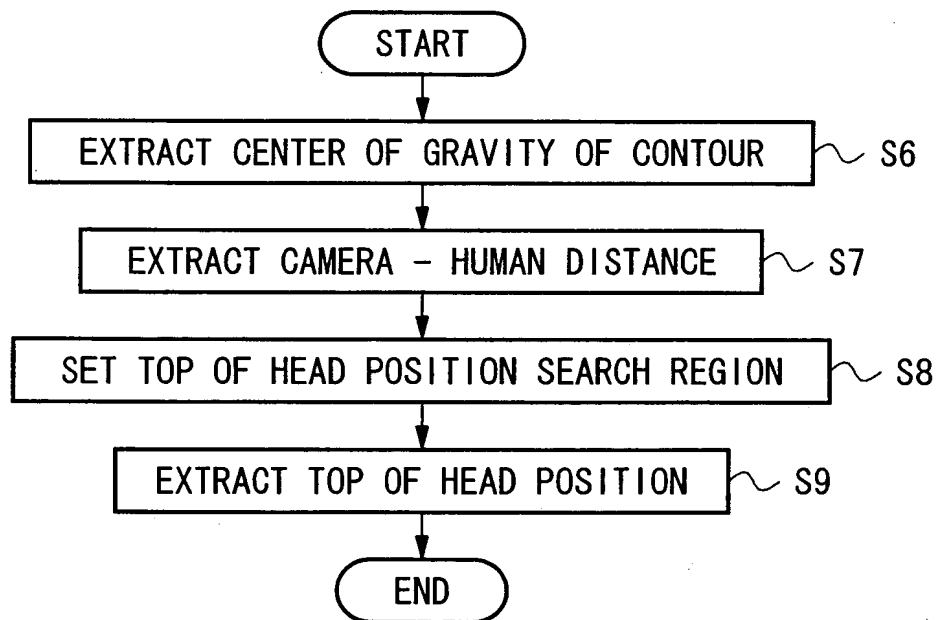 START
EXTRACT CENTER OF GRAVITY OF CONTOUR S6
EXTRACT CAMERA - HUMAN DISTANCE S7
SET TOP OF HEAD POSITION SEARCH REGION S8
EXTRACT TOP OF HEAD POSITION S9
END